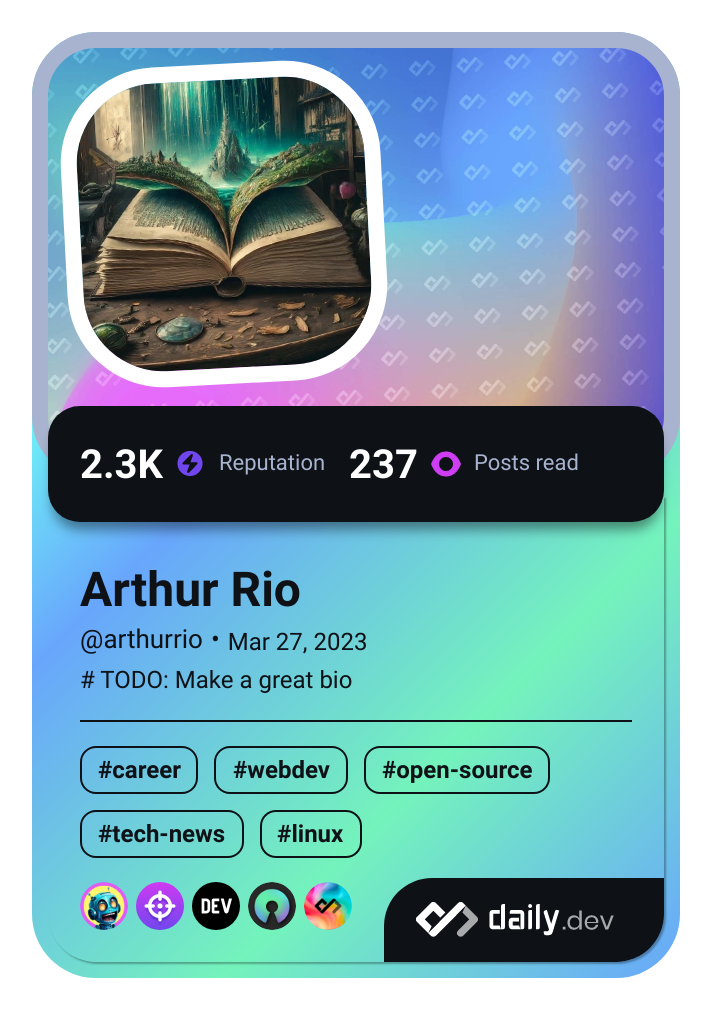 2.3K Reputation 237 Posts read
Arthur Rio
@arthurrio • Mar 27, 2023
# TODO: Make a great bio
#career #webdev #open-source
#tech-news #linux
DEV
daily.dev